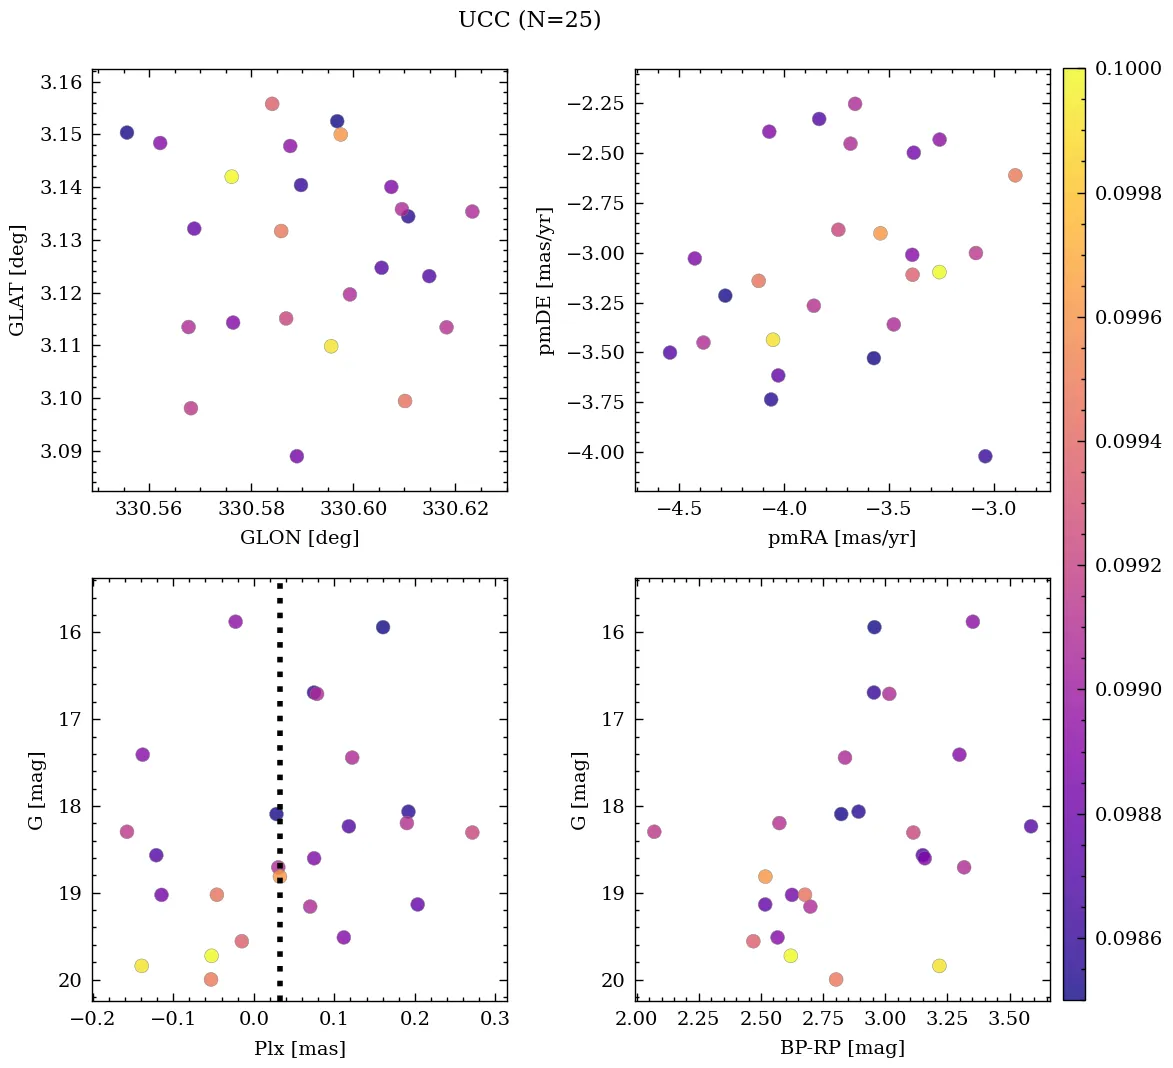 UCC (N=25)
3.16
3.15
3.14
3.13
3.12
3.11
3.10
3.09
GLAT [deg]
330.56 330.58 330.60 330.62
GLON [deg]
−2.25
−2.50
−2.75
−3.00
−3.25
−3.50
−3.75
−4.00
pmDE [mas/yr]
−4.5 −4.0 −3.5 −3.0
pmRA [mas/yr]
16
17
18
19
20
G [mag]
−0.2 −0.1 0.0 0.1 0.2 0.3
Plx [mas]
16
17
18
19
20
G [mag]
2.00 2.25 2.50 2.75 3.00 3.25 3.50
BP-RP [mag]
0.1000
0.0998
0.0996
0.0994
0.0992
0.0990
0.0988
0.0986